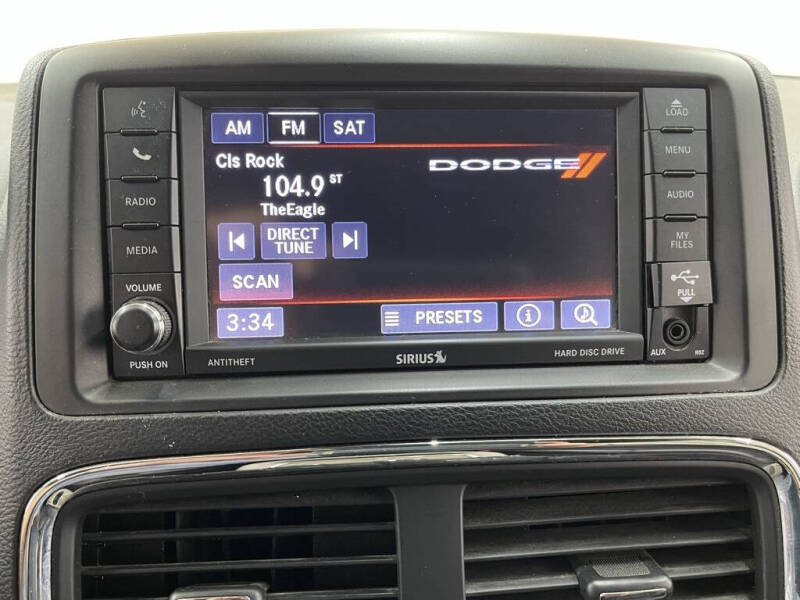 AM FM SAT
Cls Rock
DODGE
104.9 ST
TheEagle
DIRECT
TUNE
SCAN
3:34
PRESETS
RADIO
MEDIA
VOLUME
PUSH ON
LOAD
MENU
AUDIO
MY
FILES
PULL
AUX
RBZ
ANTITHEFT
SIRIUS
HARD DISC DRIVE